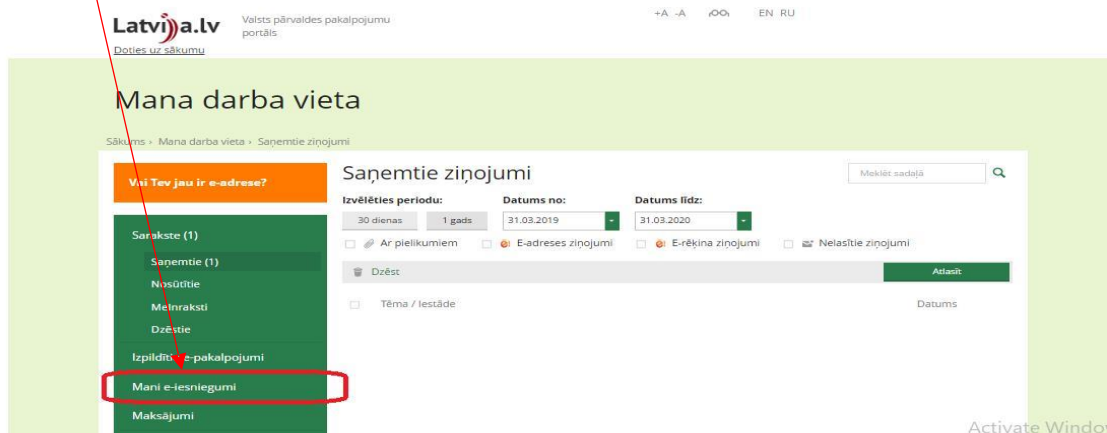 +A -A EN RU
Latvija.lv
Valsts pārvaldes pakalpojumu
portāls
Doties uz sākumu
Mana darba vieta
Sākums › Mana darba vieta › Saņemtie ziņojumi
Vai Tev jau ir e-adrese?
Sarakste (1)
Saņemtie (1)
Nosūtītie
Melnraksti
Dzēstie
Izpildītie e-pakalpojumi
Mani e-iesniegumi
Maksājumi
Saņemtie ziņojumi
Meklēt sadaļā
Izvēlēties periodu: Datums no: Datums līdz:
30 dienas 1 gads 31.03.2019 31.03.2020
Ar pielikumiem E-adreses ziņojumi E-rēķina ziņojumi Nelasītie ziņojumi
Dzēst Atlasīt
Tēma / Iestāde Datums
Activate Windo